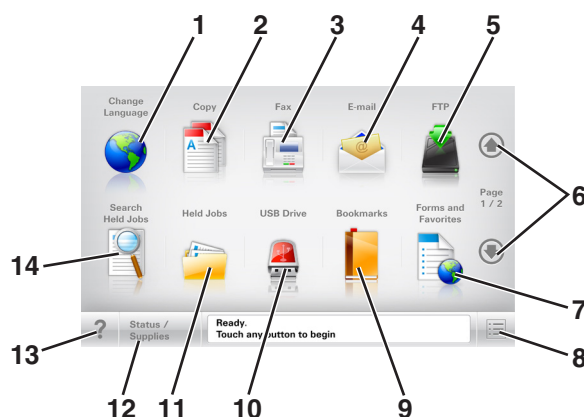 1 2 3 4 5
Change
Language
Copy
Fax
E-mail
FTP
A
@
6
Page
1 / 2
Search
Held Jobs
Held Jobs
USB Drive
Bookmarks
Forms and
Favorites
14
7
?
Status /
Supplies
Ready.
Touch any button to begin
13 12 11 10 9 8